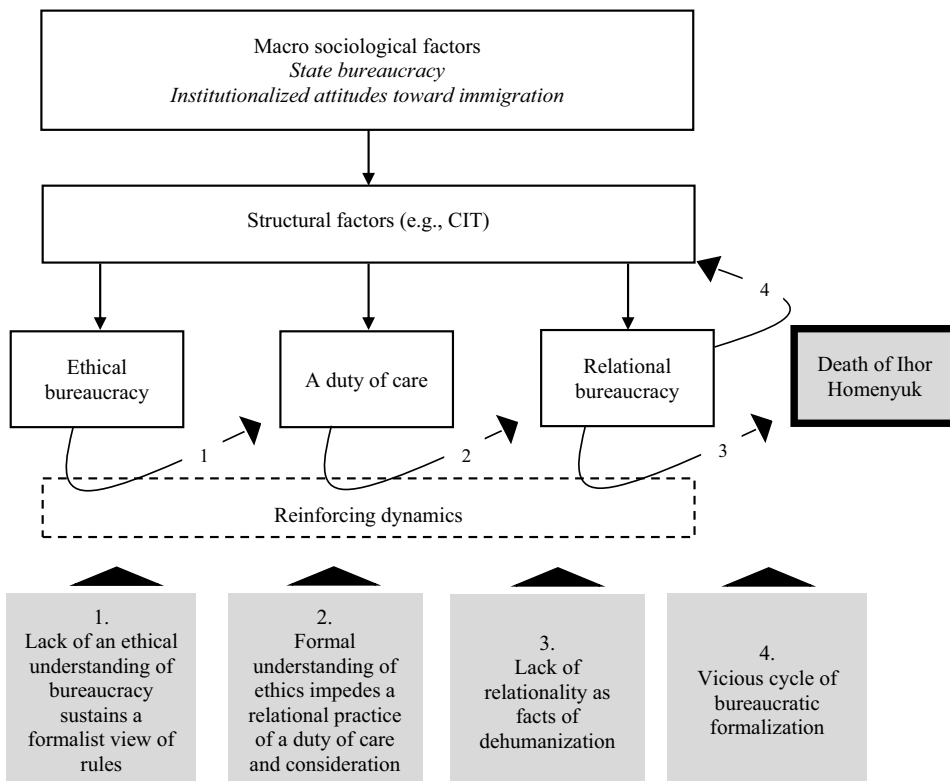 Macro sociological factors
State bureaucracy
Institutionalized attitudes toward immigration
Structural factors (e.g., CIT)
4
Ethical
bureaucracy
A duty of care
Relational
bureaucracy
Death of Ihor
Homenyuk
1
2
3
Reinforcing dynamics
1.
Lack of an ethical
understanding of
bureaucracy
sustains a
formalist view of
rules
2.
Formal
understanding of
ethics impedes a
relational practice
of a duty of care
and consideration
3.
Lack of
relationality as
facts of
dehumanization
4.
Vicious cycle of
bureaucratic
formalization